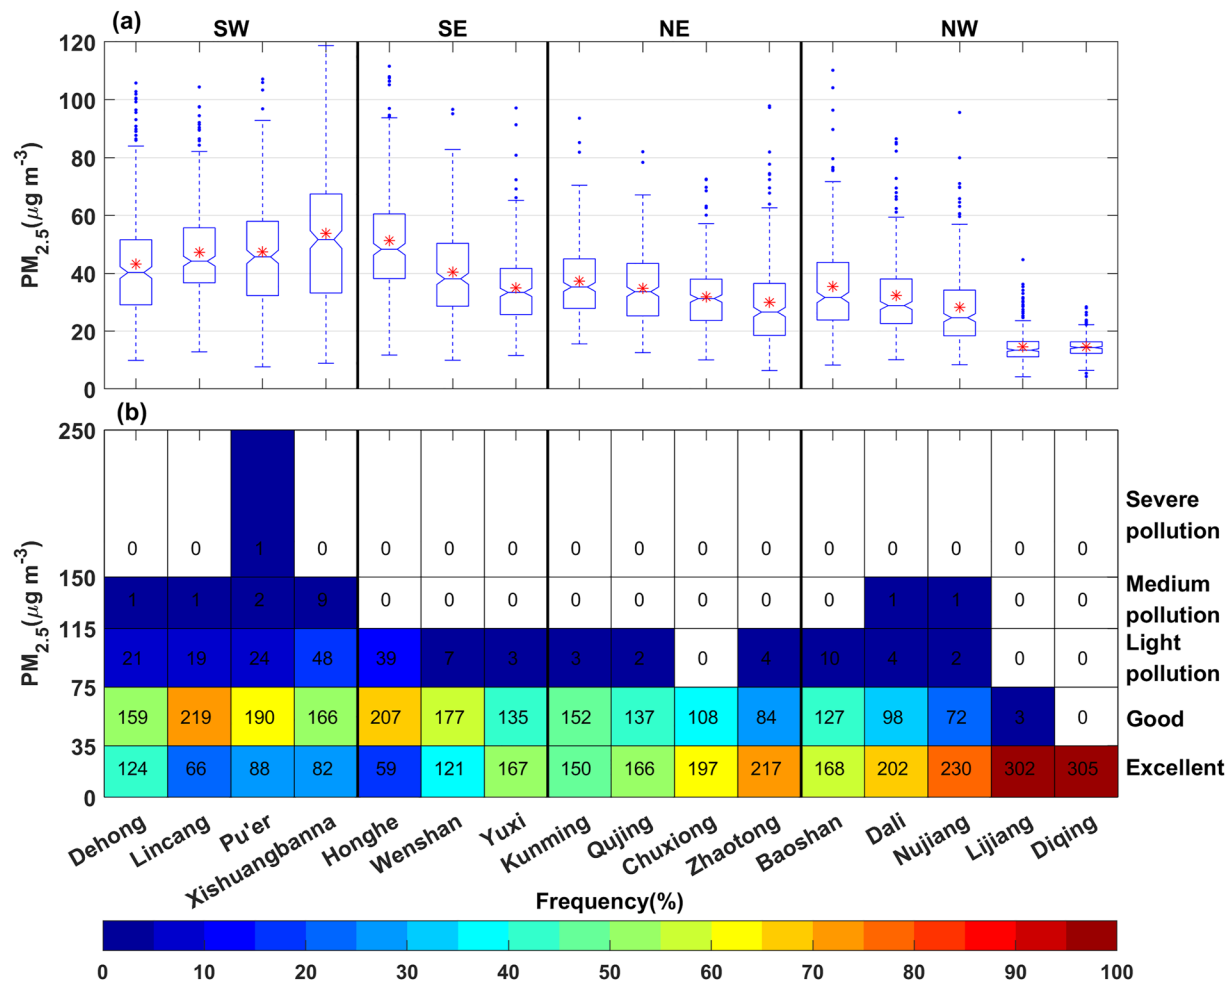 (a)
SW SE NE NW
120
100
80
60
40
20
0
PM2.5(μg m-3)
(b)
250
150
115
75
35
0
PM2.5(μg m-3)
0 0 1 0 0 0 0 0 0 0 0 0 0 0 0 0
Severe
pollution
1 1 2 9 0 0 0 0 0 0 0 0 1 1 0 0
Medium
pollution
21 19 24 48 39 7 3 3 2 0 4 10 4 2 0 0
Light
pollution
159 219 190 166 207 177 135 152 137 108 84 127 98 72 3 0
Good
124 66 88 82 59 121 167 150 166 197 217 168 202 230 302 305
Excellent
Dehong Lincang Pu'er Xishuangbanna Honghe Wenshan Yuxi Kunming Qujing Chuxiong Zhaotong Baoshan Dali Nujiang Lijiang Diqing
Frequency(%)
0 10 20 30 40 50 60 70 80 90 100